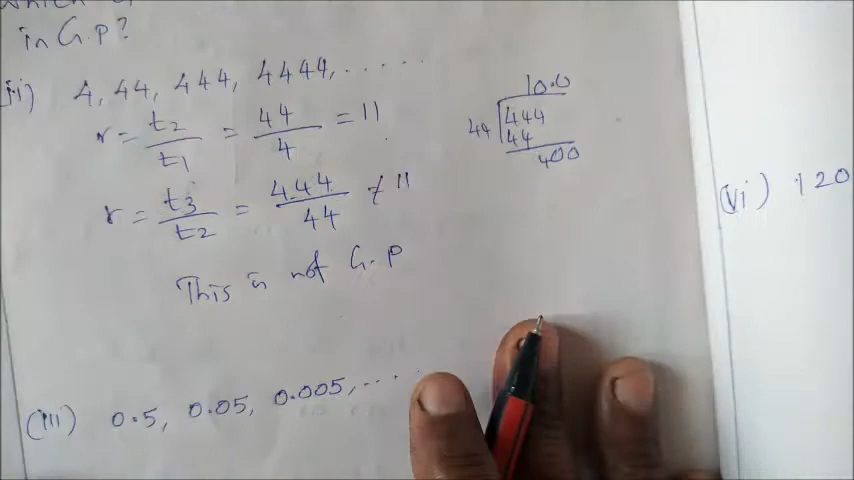 in G.P?
(ii) 4, 44, 444, 4444, ......
r = t2/t1 = 44/4 = 11
10.0
44 444
44
400
r = t3/t2 = 444/44 ≠ 11
This is not G.P
(iii) 0.5, 0.05, 0.005, ....
(vi) 120